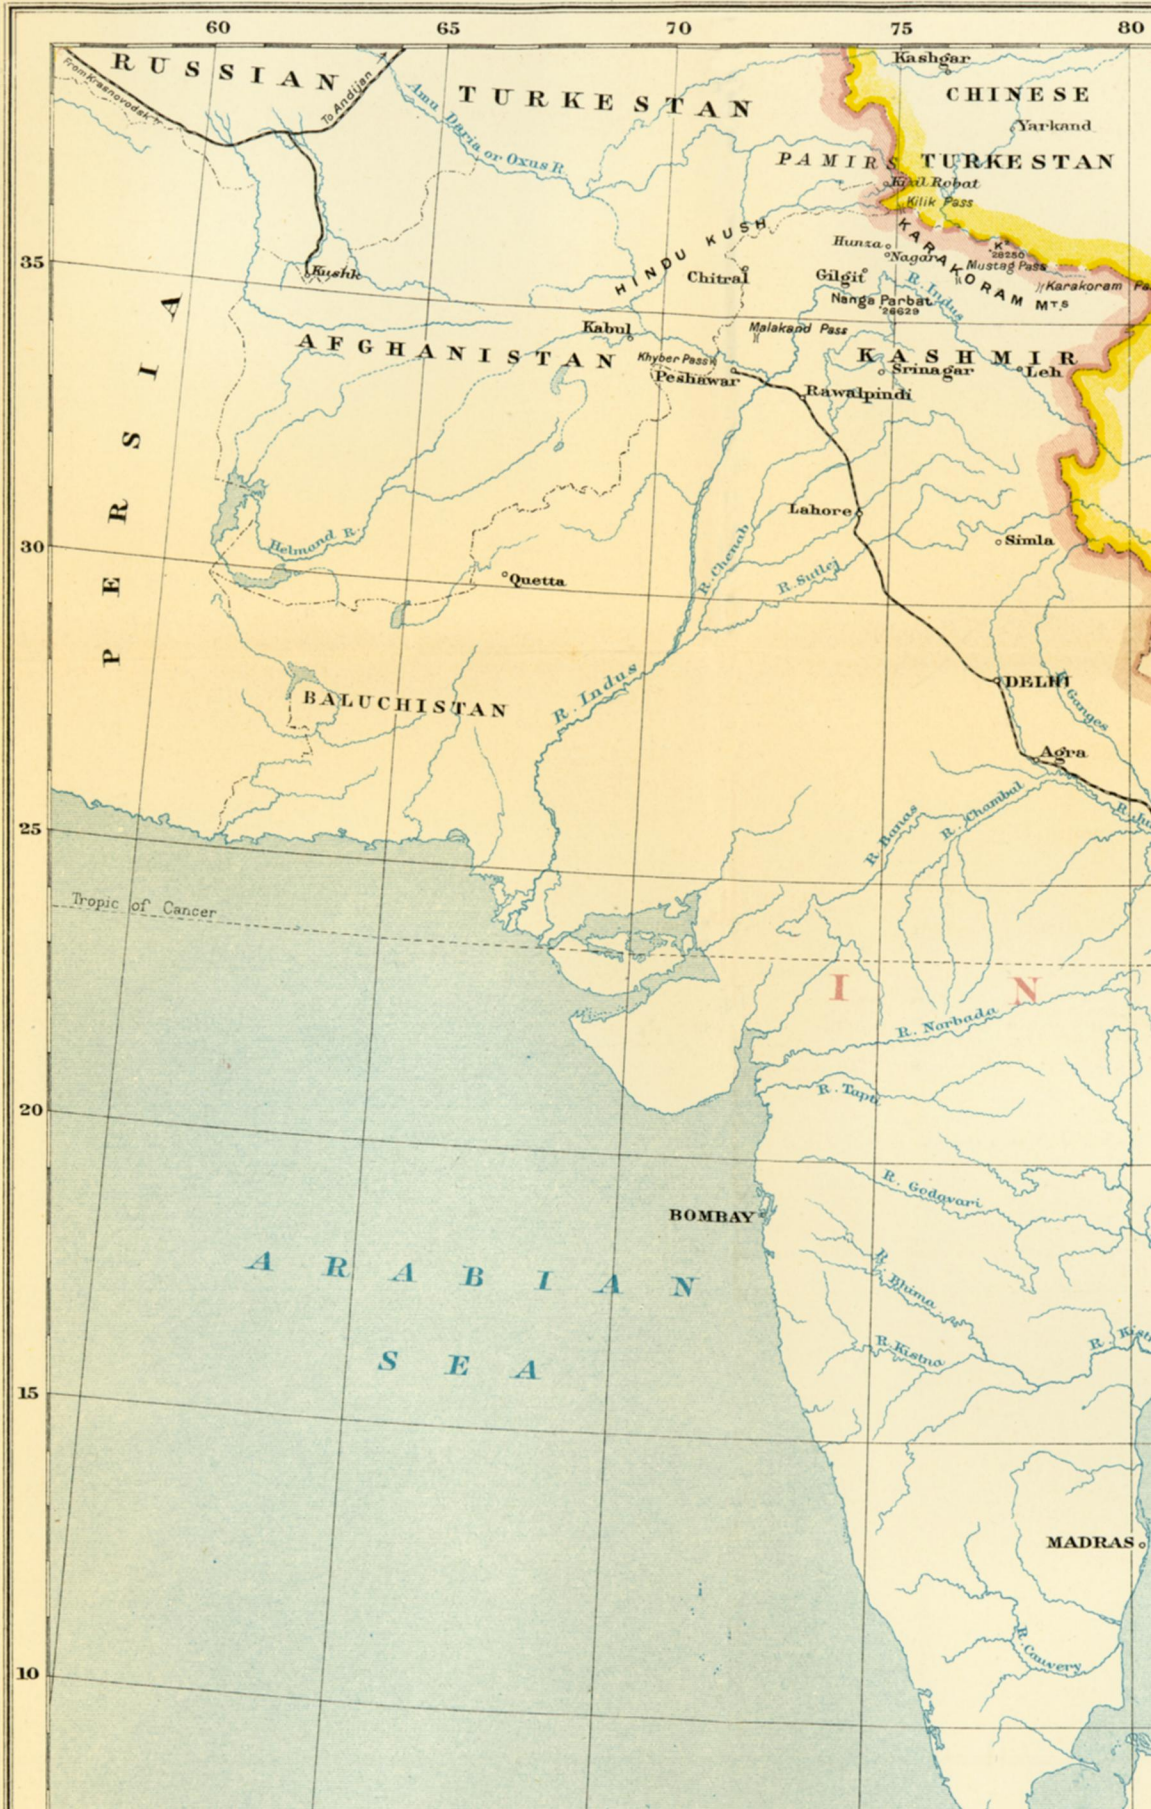 60 65 70 75 80
RUSSIAN TURKESTAN
From Krasnovodsk
To Andijan
Amu Daria or Oxus R.
Kashgar
CHINESE
Yarkand
TURKESTAN
PAMIRS
Kizil Robat
Kilik Pass
HINDU KUSH
KARAKORAM MTS
Hunza
Nagar
K2
28250
Mustag Pass
Karakoram
35
Kushk
Chitral
Gilgit
R. Indus
Nanga Parbat
26629
Kabul
Malakand Pass
AFGHANISTAN
Khyber Pass
Peshawar
KASHMIR
Srinagar
Leh
Rawalpindi
PERSIA
Lahore
30
Helmand R.
R. Chenab
R. Sutlej
Simla
Quetta
R. Indus
DELHI
R. Ganges
BALUCHISTAN
Agra
25
R. Banas
R. Chambul
Tropic of Cancer
I N
R. Narbada
R. Tapti
20
R. Godavari
BOMBAY
ARABIAN
SEA
R. Bhima
R. Kistna
15
MADRAS
R. Cauvery
10